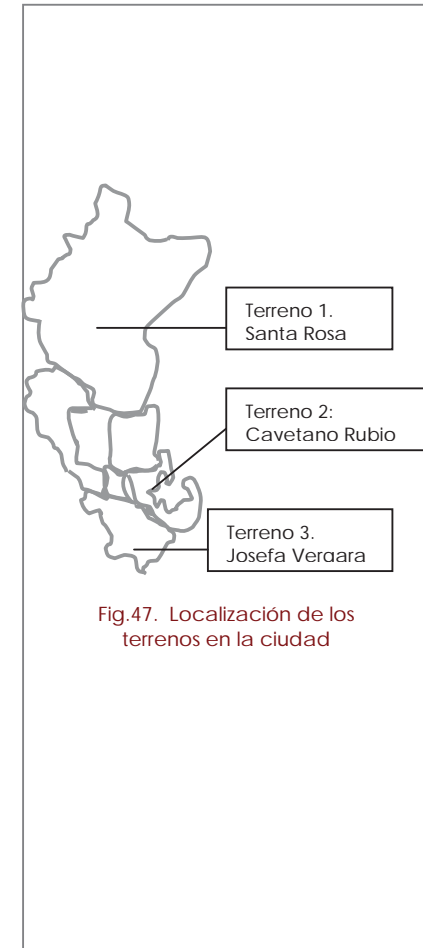 Terreno 1.
Santa Rosa
Terreno 2:
Cayetano Rubio
Terreno 3.
Josefa Vergara
Fig.47. Localización de los
terrenos en la ciudad